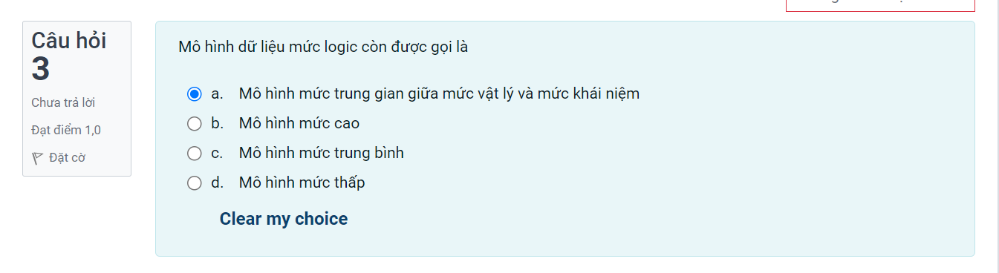 Câu hỏi
3
Chưa trả lời
Đạt điểm 1,0
Đặt cờ
Mô hình dữ liệu mức logic còn được gọi là
a. Mô hình mức trung gian giữa mức vật lý và mức khái niệm
b. Mô hình mức cao
c. Mô hình mức trung bình
d. Mô hình mức thấp
Clear my choice